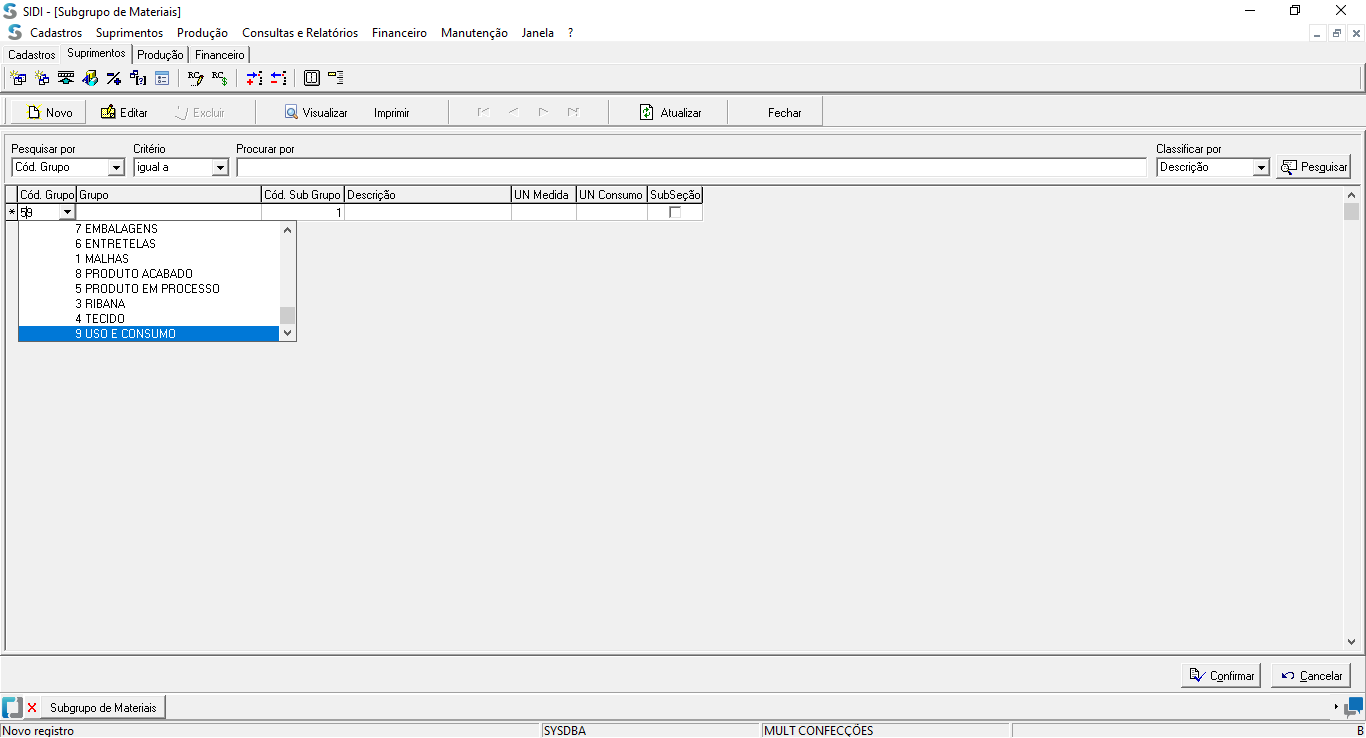 SIDI - [Subgrupo de Materiais]
Cadastros Suprimentos Produção Consultas e Relatórios Financeiro Manutenção Janela ?
Cadastros Suprimentos Produção Financeiro
Novo Editar Excluir Visualizar Imprimir Atualizar Fechar
Pesquisar por Critério Procurar por Classificar por
Cód. Grupo igual a Descrição Pesquisar
Cód. Grupo Grupo Cód. Sub Grupo Descrição UN Medida UN Consumo SubSeção
* 59 1
7 EMBALAGENS
6 ENTRETELAS
1 MALHAS
8 PRODUTO ACABADO
5 PRODUTO EM PROCESSO
3 RIBANA
4 TECIDO
9 USO E CONSUMO
Confirmar Cancelar
Subgrupo de Materiais
Novo registro SYSDBA MULT CONFECÇÕES B